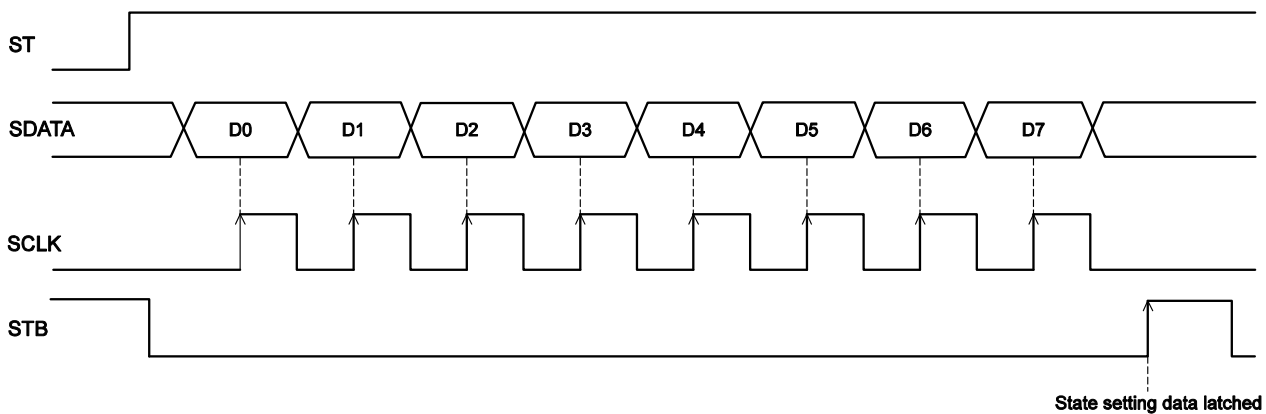 ST
SDATA
D0 D1 D2 D3 D4 D5 D6 D7
SCLK
STB
State setting data latched